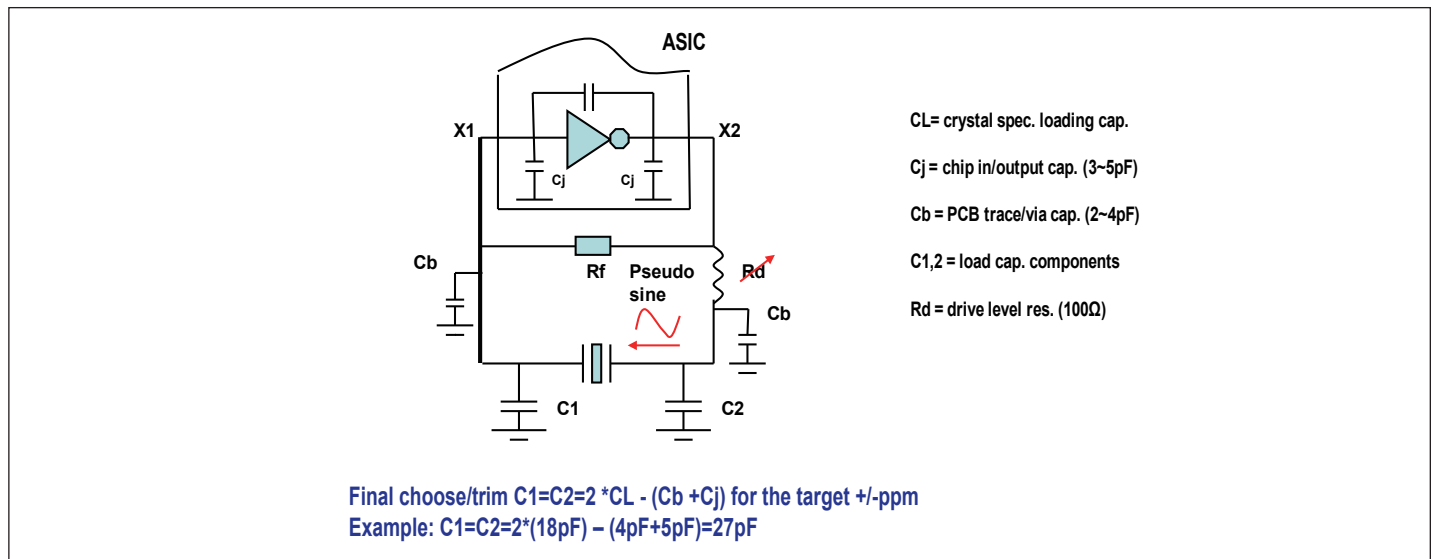 ASIC
X1
X2
Cj
Cj
Cb
Rf
Pseudo
sine
Rd
Cb
C1
C2
CL= crystal spec. loading cap.
Cj = chip in/output cap. (3~5pF)
Cb = PCB trace/via cap. (2~4pF)
C1,2 = load cap. components
Rd = drive level res. (100Ω)
Final choose/trim C1=C2=2 *CL - (Cb +Cj) for the target +/-ppm
Example: C1=C2=2*(18pF) – (4pF+5pF)=27pF